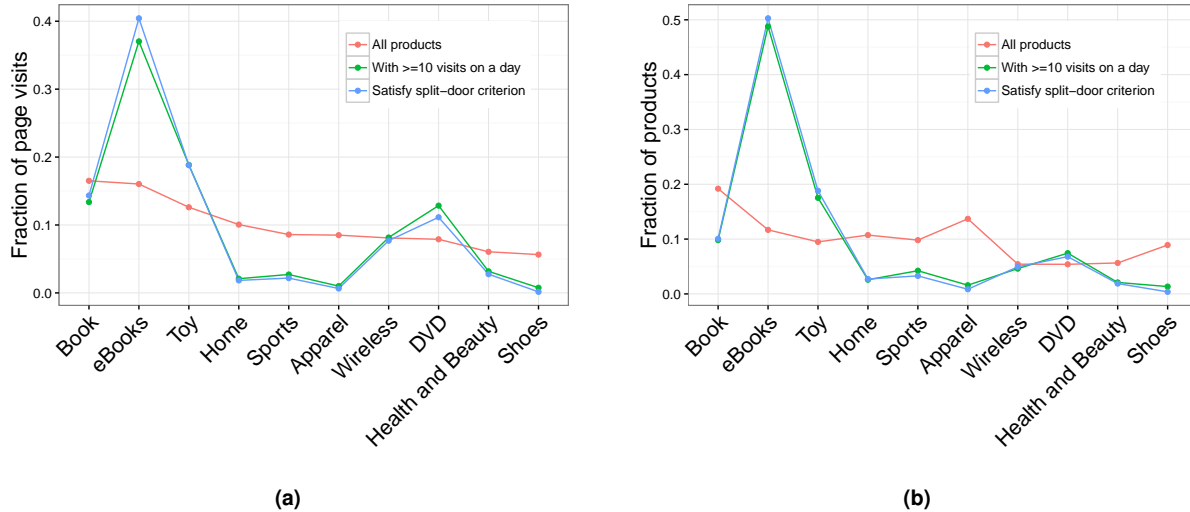 Fraction of page visits
0.4
0.3
0.2
0.1
0.0
All products
With >=10 visits on a day
Satisfy split−door criterion
Book
eBooks
Toy
Home
Sports
Apparel
Wireless
DVD
Health and Beauty
Shoes
(a)
Fraction of products
0.5
0.4
0.3
0.2
0.1
0.0
All products
With >=10 visits on a day
Satisfy split−door criterion
Book
eBooks
Toy
Home
Sports
Apparel
Wireless
DVD
Health and Beauty
Shoes
(b)